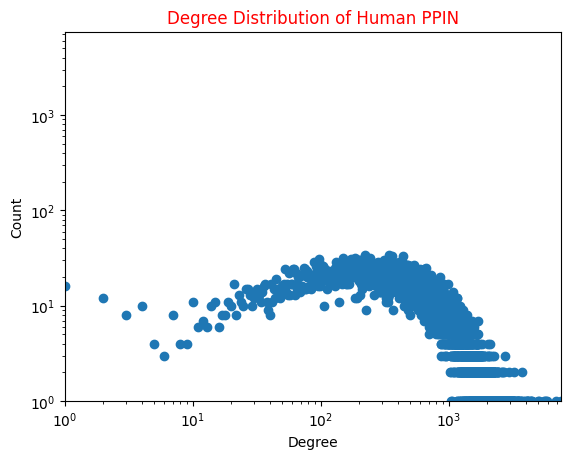 Degree Distribution of Human PPIN
Count
10³
10²
10¹
10⁰
10⁰ 10¹ 10² 10³
Degree